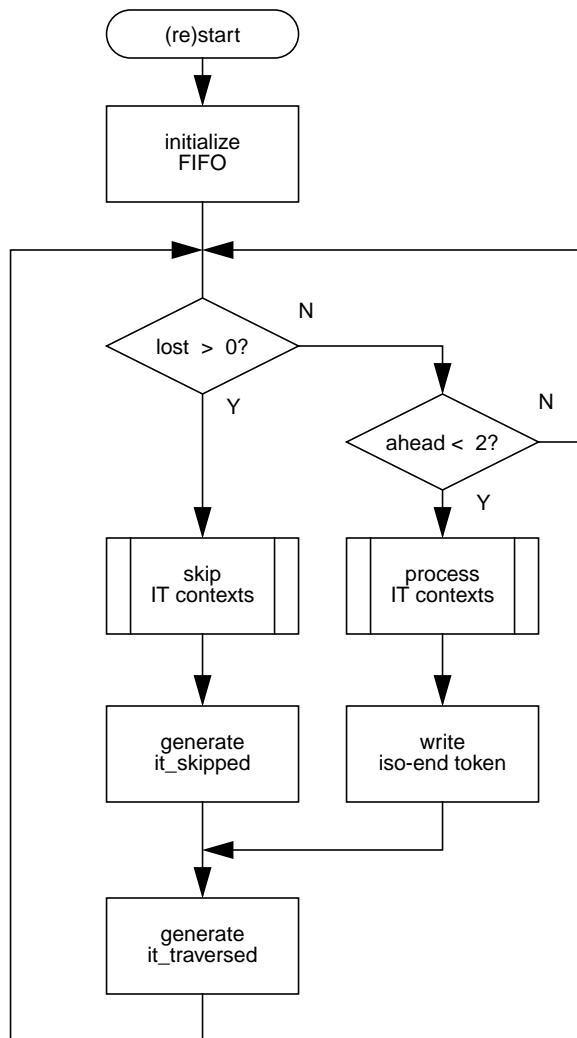 (re)start
initialize
FIFO
N
lost > 0?
Y
N
ahead < 2?
Y
skip
IT contexts
process
IT contexts
generate
it_skipped
write
iso-end token
generate
it_traversed